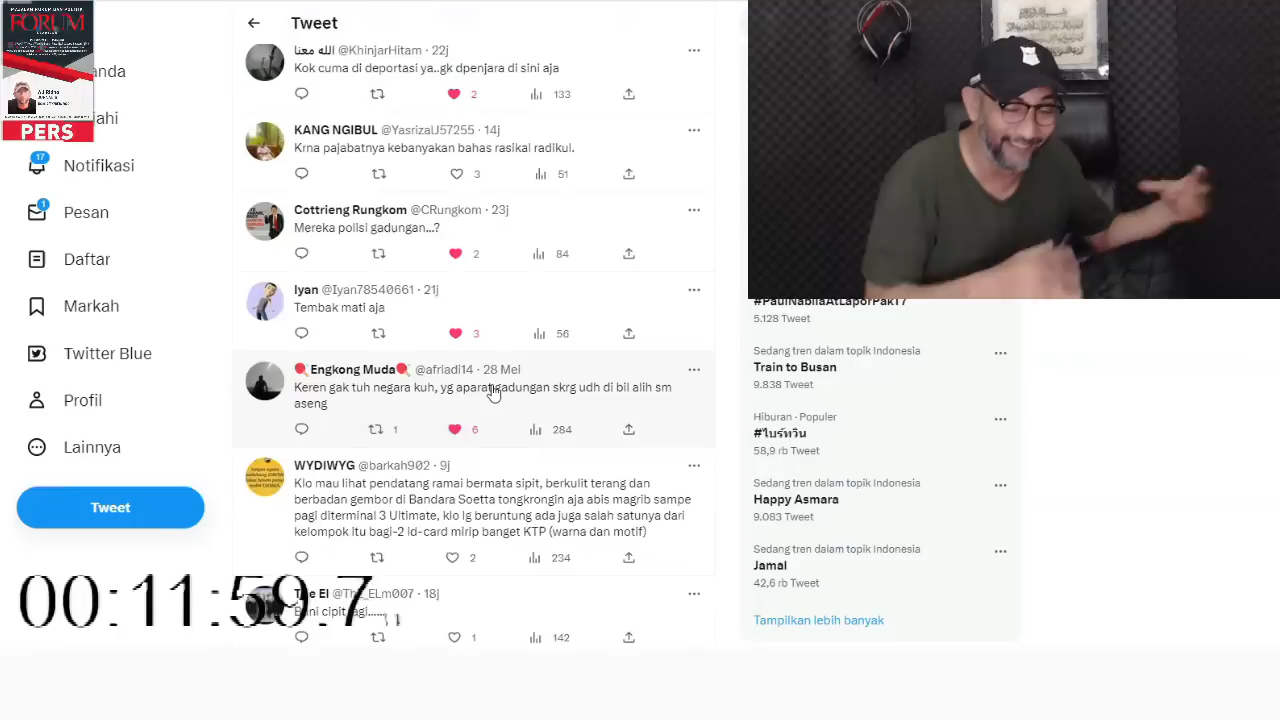 MAJALAH HUKUM DAN POLITIK
FORUM
PERS
Tweet
الله معنا @KhinjarHitam · 22j
Kok cuma di deportasi ya..gk dpenjara di sini aja
2
133
KANG NGIBUL @YasrizalJ57255 · 14j
Krna pajabatnya kebanyakan bahas rasikal radikul.
3
51
Cottrieng Rungkom @CRungkom · 23j
Mereka polisi gadungan...?
2
84
Iyan @Iyan78540661 · 21j
Tembak mati aja
3
56
Engkong Muda @afriadi14 · 28 Mei
Keren gak tuh negara kuh, yg aparat gadungan skrg udh di bil alih sm
aseng
1
6
284
WYDIWYG @barkah902 · 9j
Klo mau lihat pendatang ramai bermata sipit, berkulit terang dan
berbadan gembor di Bandara Soetta tongkrongin aja abis magrib sampe
pagi diterminal 3 Ultimate, klo lg beruntung ada juga salah satunya dari
kelompok itu bagi-2 id-card mirip banget KTP (warna dan motif)
2
234
The El @The_ELm007 · 18j
1
142
anda
ahi
17
Notifikasi
1
Pesan
Daftar
Markah
Twitter Blue
Profil
Lainnya
Tweet
00:11:59.7
#PaulNabilaAtLaporPak17
5.128 Tweet
Sedang tren dalam topik Indonesia
Train to Busan
9.838 Tweet
Hiburan · Populer
#ไบร์ทวิน
58,9 rb Tweet
Sedang tren dalam topik Indonesia
Happy Asmara
9.083 Tweet
Sedang tren dalam topik Indonesia
Jamal
42,6 rb Tweet
Tampilkan lebih banyak